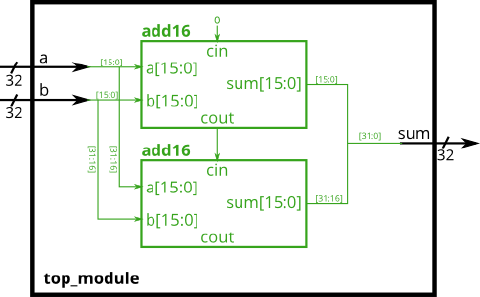 add16
0
cin
a
[15:0]
a[15:0]
32
sum[15:0]
[15:0]
b
[15:0]
b[15:0]
32
cout
[31:0]
sum
32
add16
[31:16]
[31:16]
cin
a[15:0]
sum[15:0]
[31:16]
b[15:0]
cout
top_module